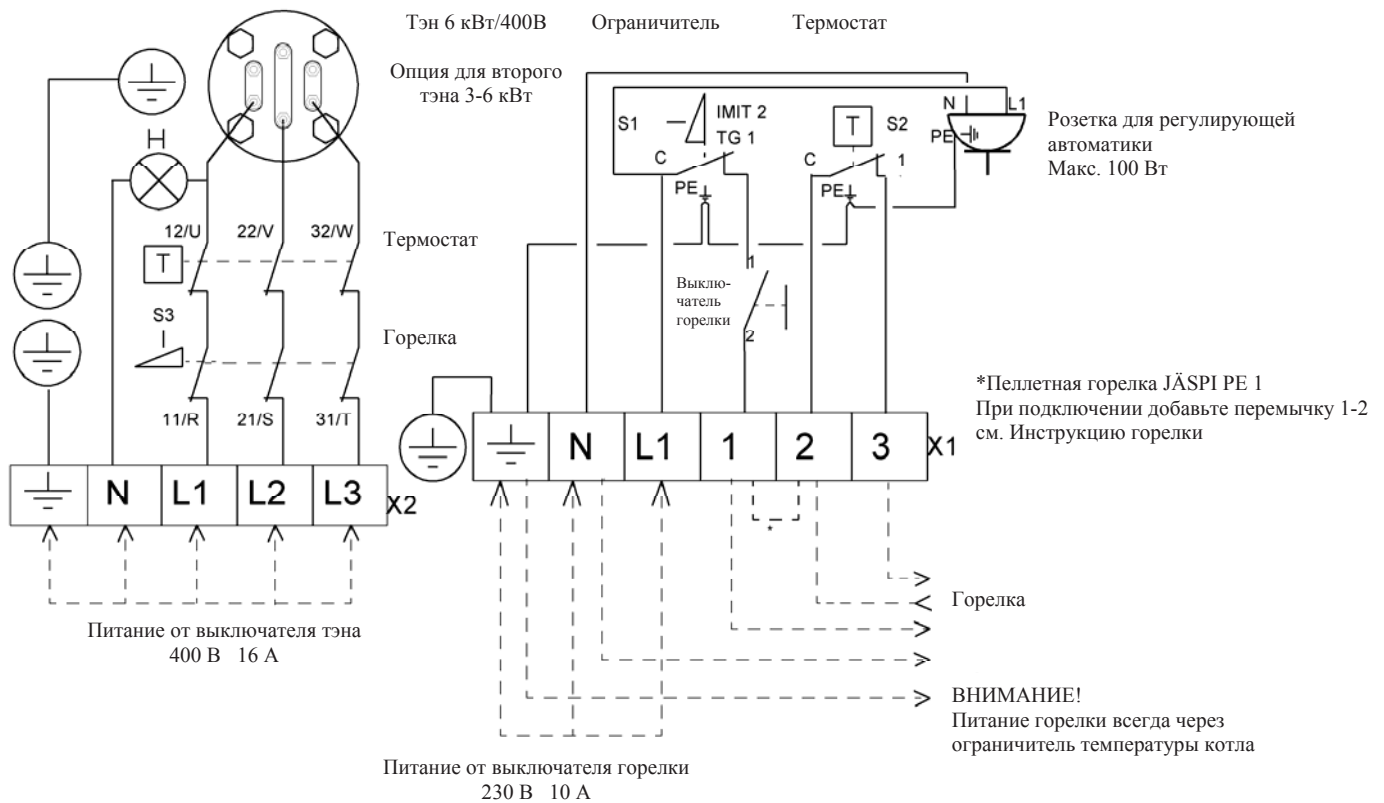 Тэн 6 кВт/400В
Ограничитель
Термостат
Опция для второго
тэна 3-6 кВт
H
12/U
22/V
32/W
T
Термостат
S3
Горелка
11/R
21/S
31/T
N
L1
L2
L3
X2
Питание от выключателя тэна
400 В 16 А
S1
IMIT 2
TG 1
C
PE
T
S2
C
1
PE
N
L1
PE
Розетка для регулирующей
автоматики
Макс. 100 Вт
1
Выклю-
чатель
горелки
2
*Пеллетная горелка JÄSPI PE 1
При подключении добавьте перемычку 1-2
см. Инструкцию горелки
N
L1
1
2
3
X1
*
Горелка
ВНИМАНИЕ!
Питание горелки всегда через
ограничитель температуры котла
Питание от выключателя горелки
230 В 10 А